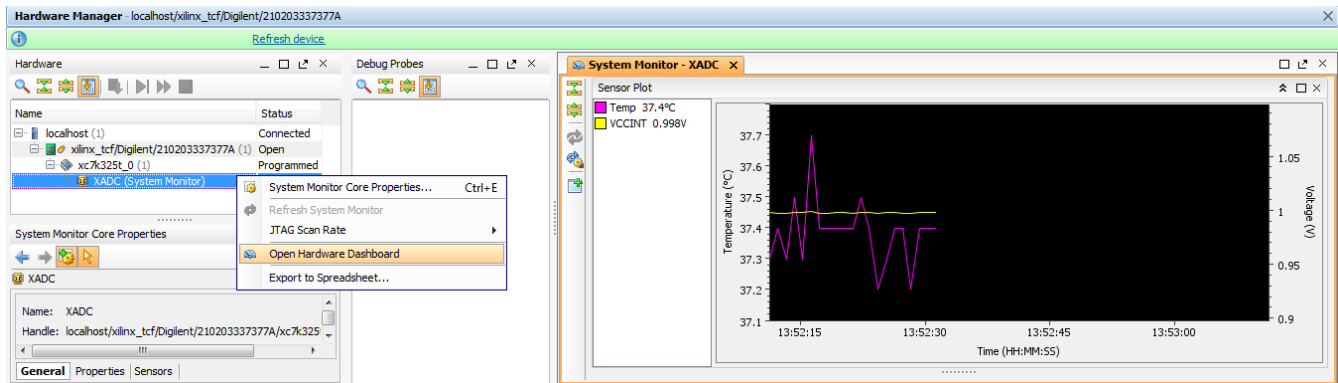 Hardware Manager - localhost/xilinx_tcf/Digilent/210203337377A
Refresh device
Hardware
Name Status
localhost (1) Connected
xilinx_tcf/Digilent/210203337377A (1) Open
xc7k325t_0 (1) Programmed
XADC (System Monitor)
System Monitor Core Properties... Ctrl+E
Refresh System Monitor
JTAG Scan Rate
Open Hardware Dashboard
Export to Spreadsheet...
System Monitor Core Properties
XADC
Name: XADC
Handle: localhost/xilinx_tcf/Digilent/210203337377A/xc7k325
General Properties Sensors
Debug Probes
System Monitor - XADC
Sensor Plot
Temp 37.4°C
VCCINT 0.998V
Temperature (°C)
37.7
37.6
37.5
37.4
37.3
37.2
37.1
13:52:15 13:52:30 13:52:45 13:53:00
Time (HH:MM:SS)
1.05
1
0.95
0.9
Voltage (V)